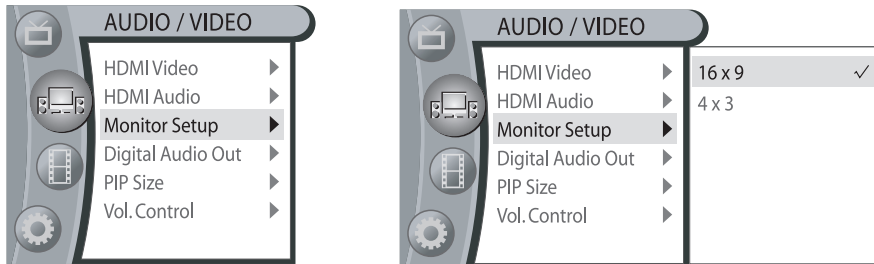 AUDIO / VIDEO
HDMI Video
HDMI Audio
Monitor Setup
Digital Audio Out
PIP Size
Vol. Control
AUDIO / VIDEO
HDMI Video
HDMI Audio
Monitor Setup
Digital Audio Out
PIP Size
Vol. Control
16 x 9 ✓
4 x 3